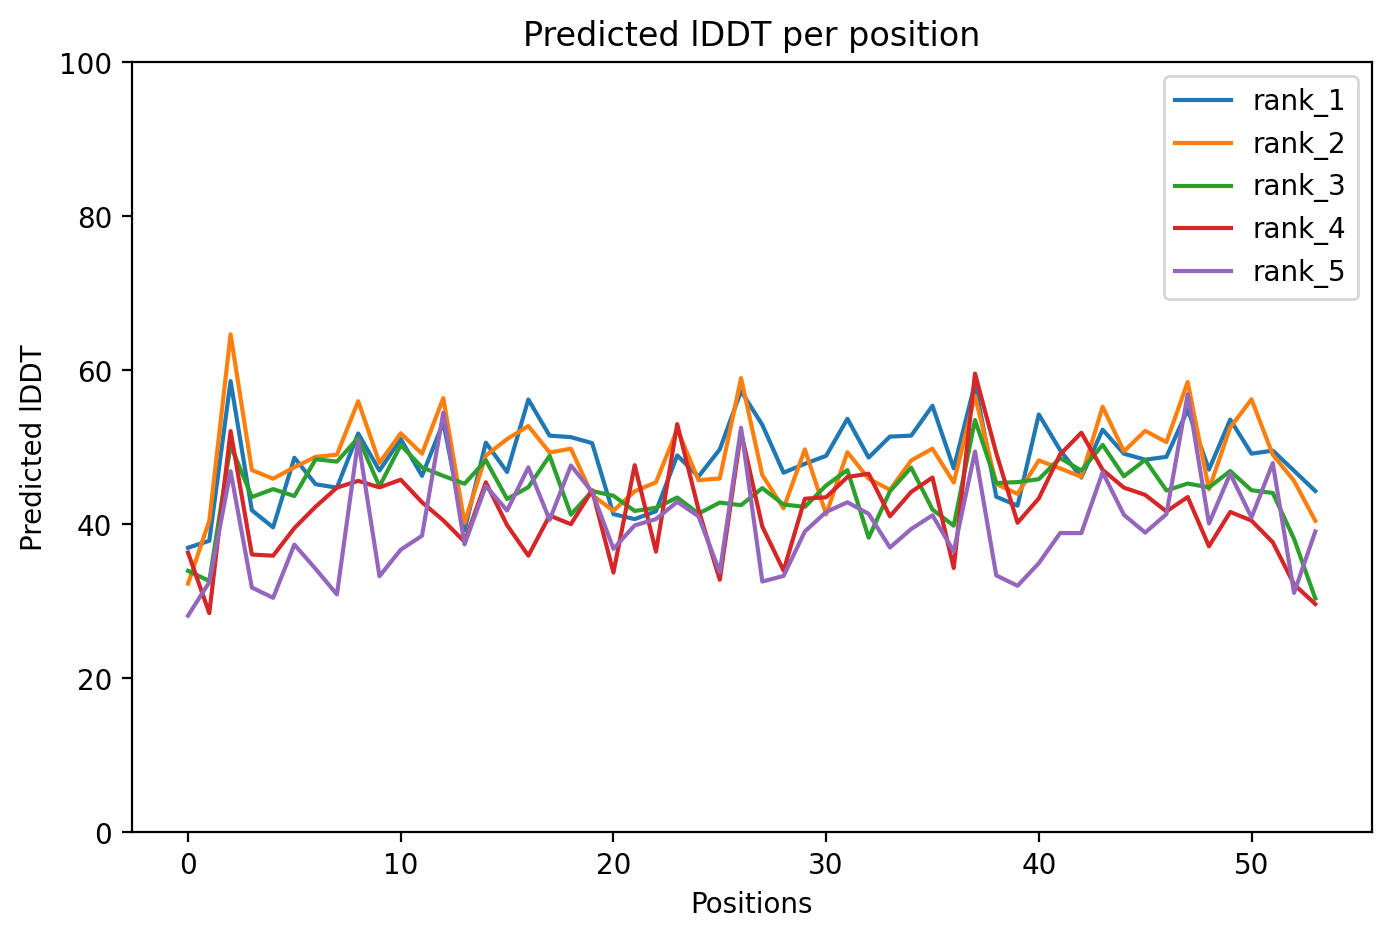 Predicted lDDT per position
100
80
60
40
20
0
Predicted lDDT
0 10 20 30 40 50
Positions
rank_1
rank_2
rank_3
rank_4
rank_5